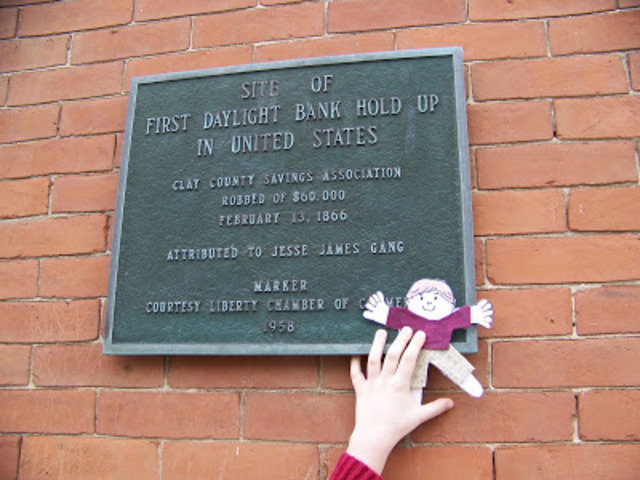 SITE OF
FIRST DAYLIGHT BANK HOLD UP
IN UNITED STATES
CLAY COUNTY SAVINGS ASSOCIATION
ROBBED OF $60,000
FEBRUARY 13, 1866
ATTRIBUTED TO JESSE JAMES GANG
MARKER
COURTESY LIBERTY CHAMBER OF
1958